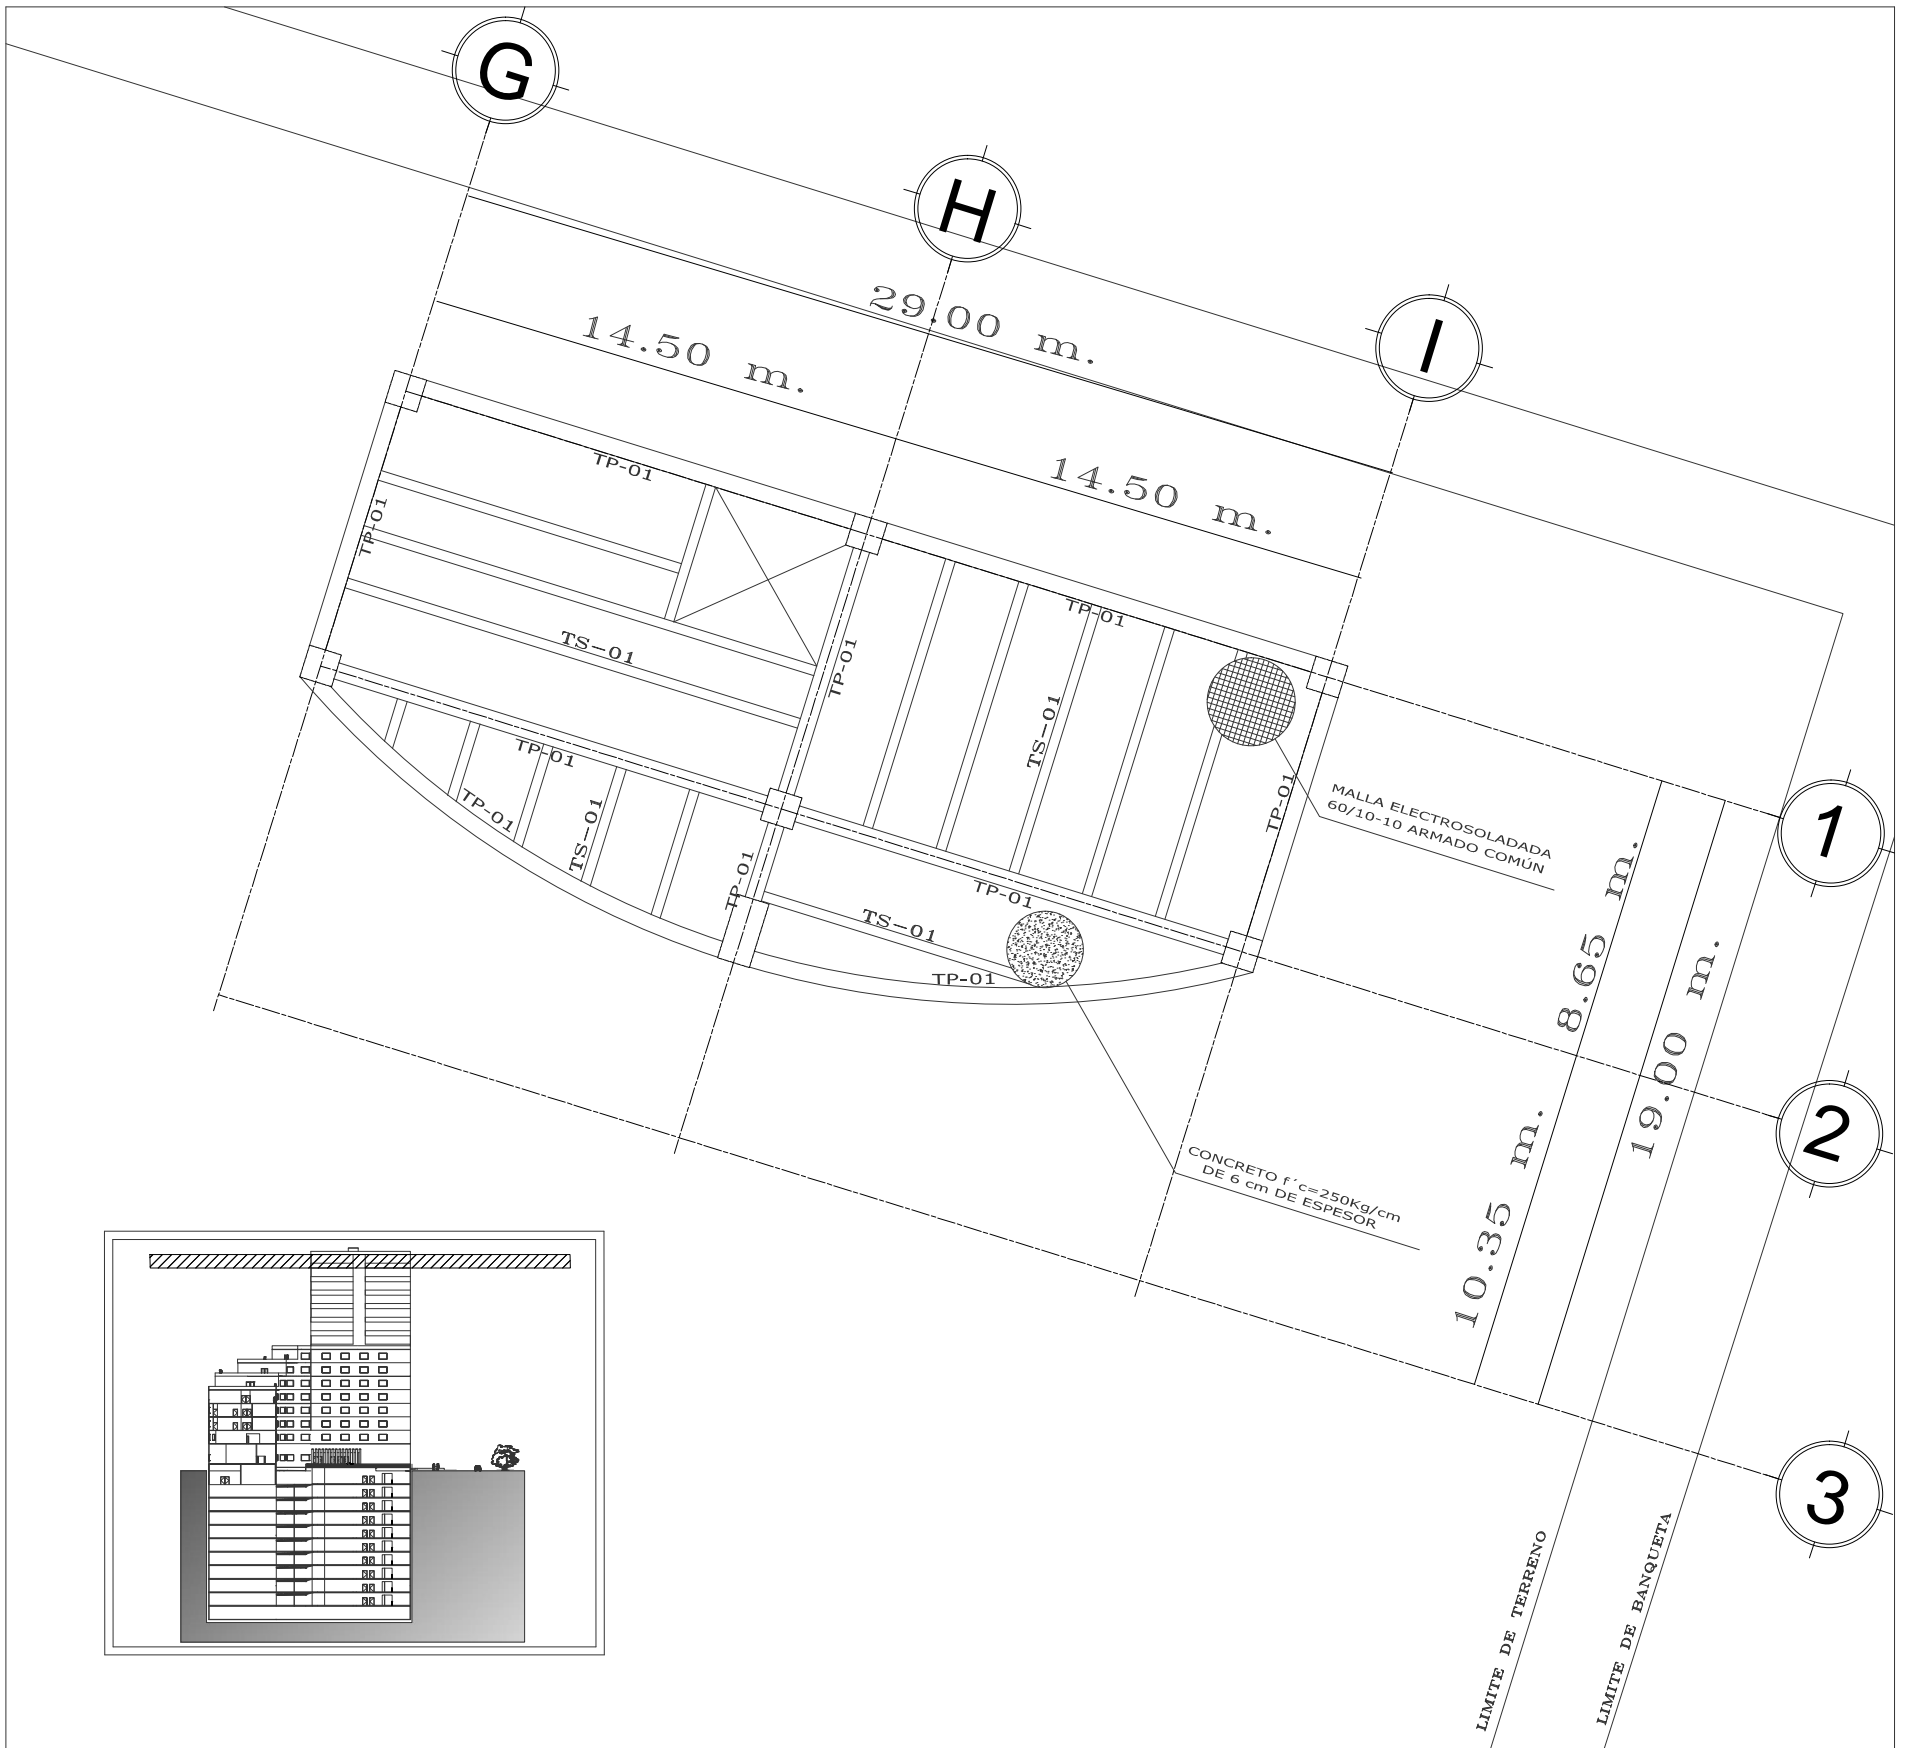 G
H
I
29.00 m.
14.50 m.
14.50 m.
TP-01
TP-01
TP-01
TS-01
TP-01
TS-01
TP-01
MALLA ELECTROSOLADADA
60/10-10 ARMADO COMÚN
1
TP-01
TP-01
TS-01
TP-01
TP-01
TS-01
TP-01
8.65 m.
19.00 m.
2
10.35 m.
CONCRETO f´c=250Kg/cm
DE 6 cm DE ESPESOR
3
LIMITE DE TERRENO
LIMITE DE BANQUETA